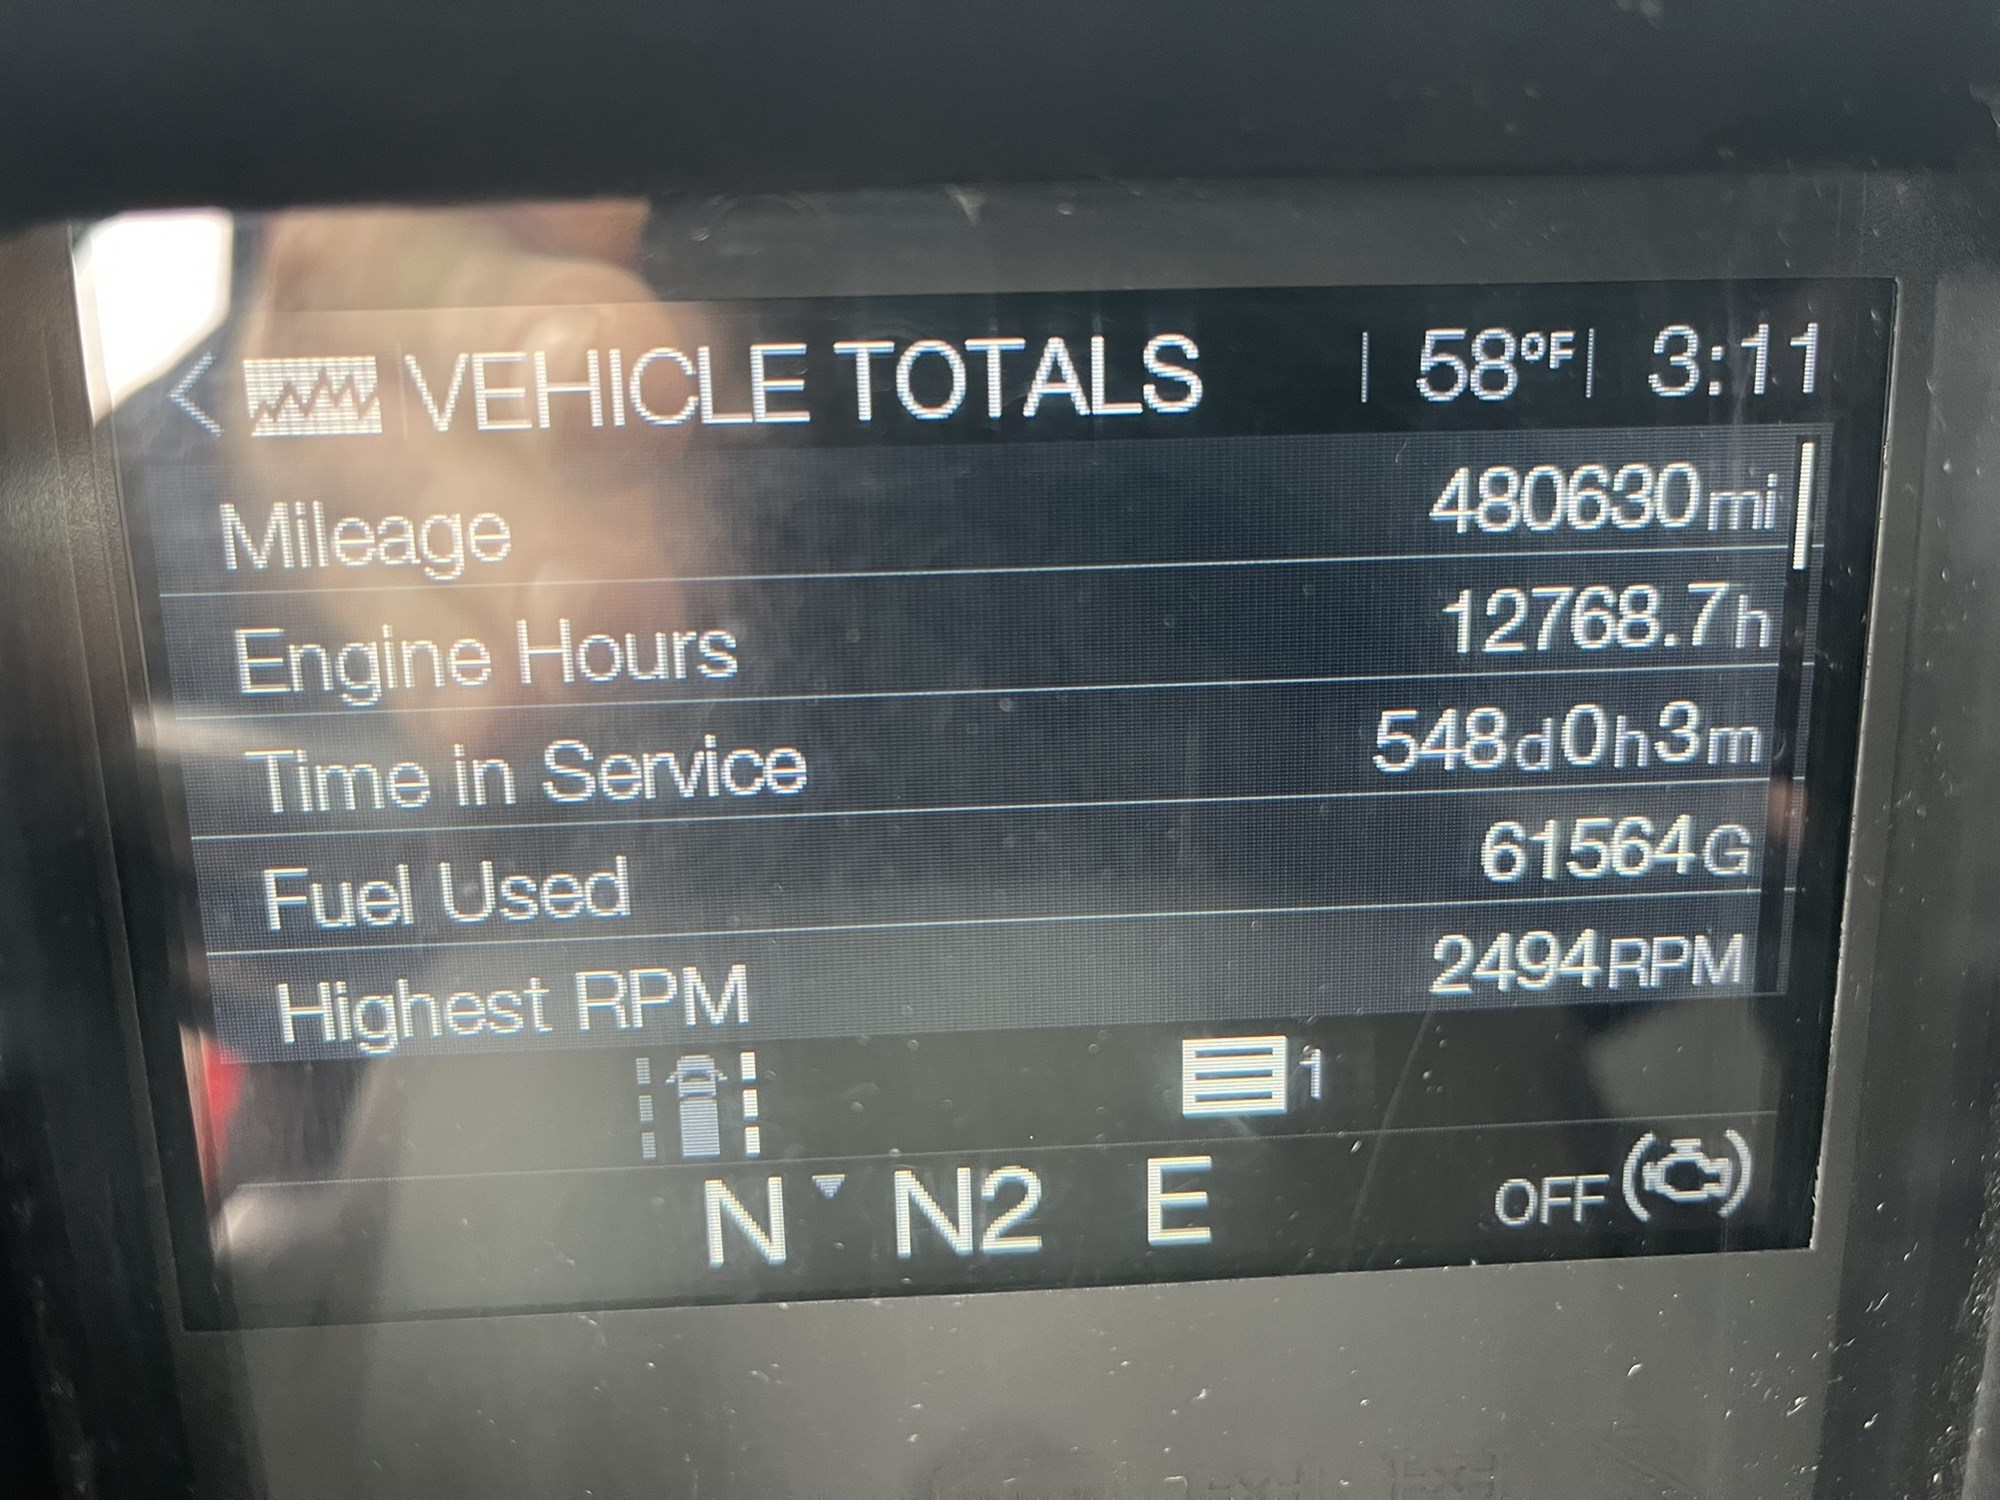 VEHICLE TOTALS | 58°F | 3:11
Mileage 480630mi
Engine Hours 12768.7h
Time in Service 548d0h3m
Fuel Used 61564G
Highest RPM 2494RPM
1
N N2 E OFF